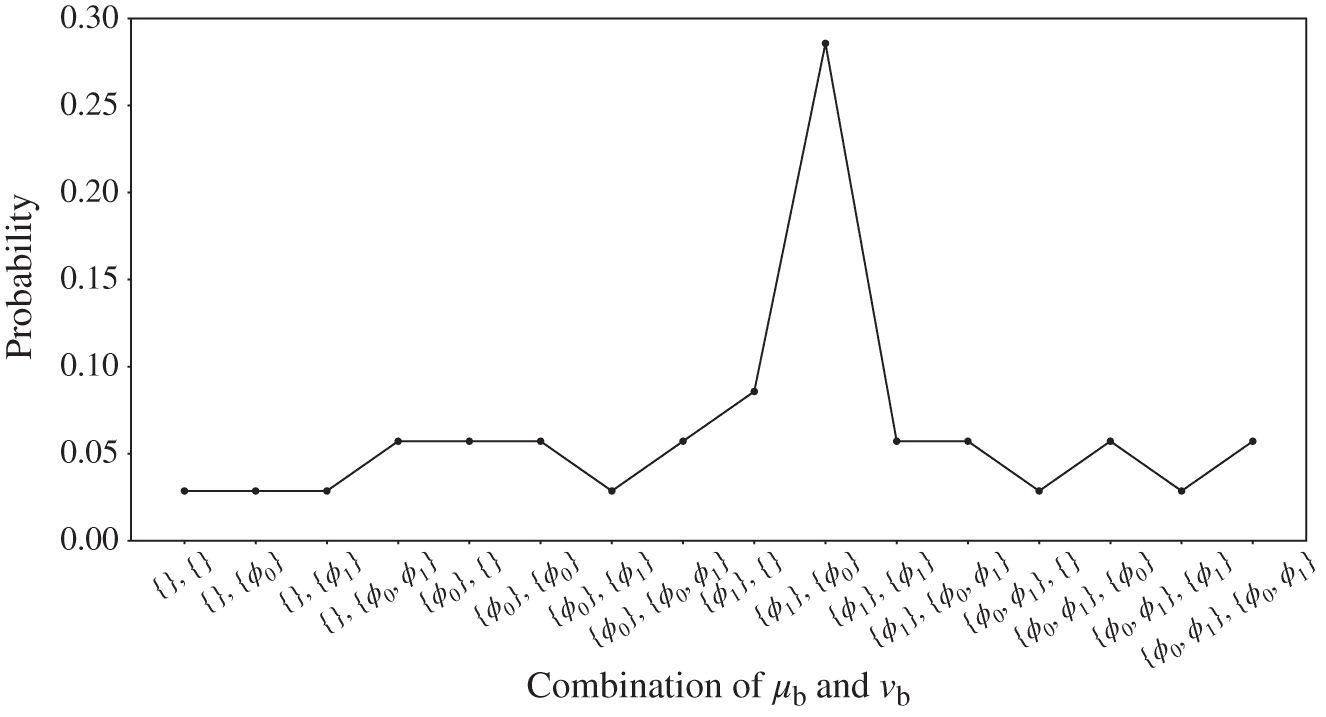 0.30
0.25
0.20
0.15
0.10
0.05
0.00
Probability
{}, {}
{}, {ϕ₀}
{}, {ϕ₁}
{}, {ϕ₀, ϕ₁}
{ϕ₀}, {}
{ϕ₀}, {ϕ₀}
{ϕ₀}, {ϕ₁}
{ϕ₀}, {ϕ₀, ϕ₁}
{ϕ₁}, {}
{ϕ₁}, {ϕ₀}
{ϕ₁}, {ϕ₁}
{ϕ₁}, {ϕ₀, ϕ₁}
{ϕ₀, ϕ₁}, {}
{ϕ₀, ϕ₁}, {ϕ₀}
{ϕ₀, ϕ₁}, {ϕ₁}
{ϕ₀, ϕ₁}, {ϕ₀, ϕ₁}
Combination of μ_b and ν_b